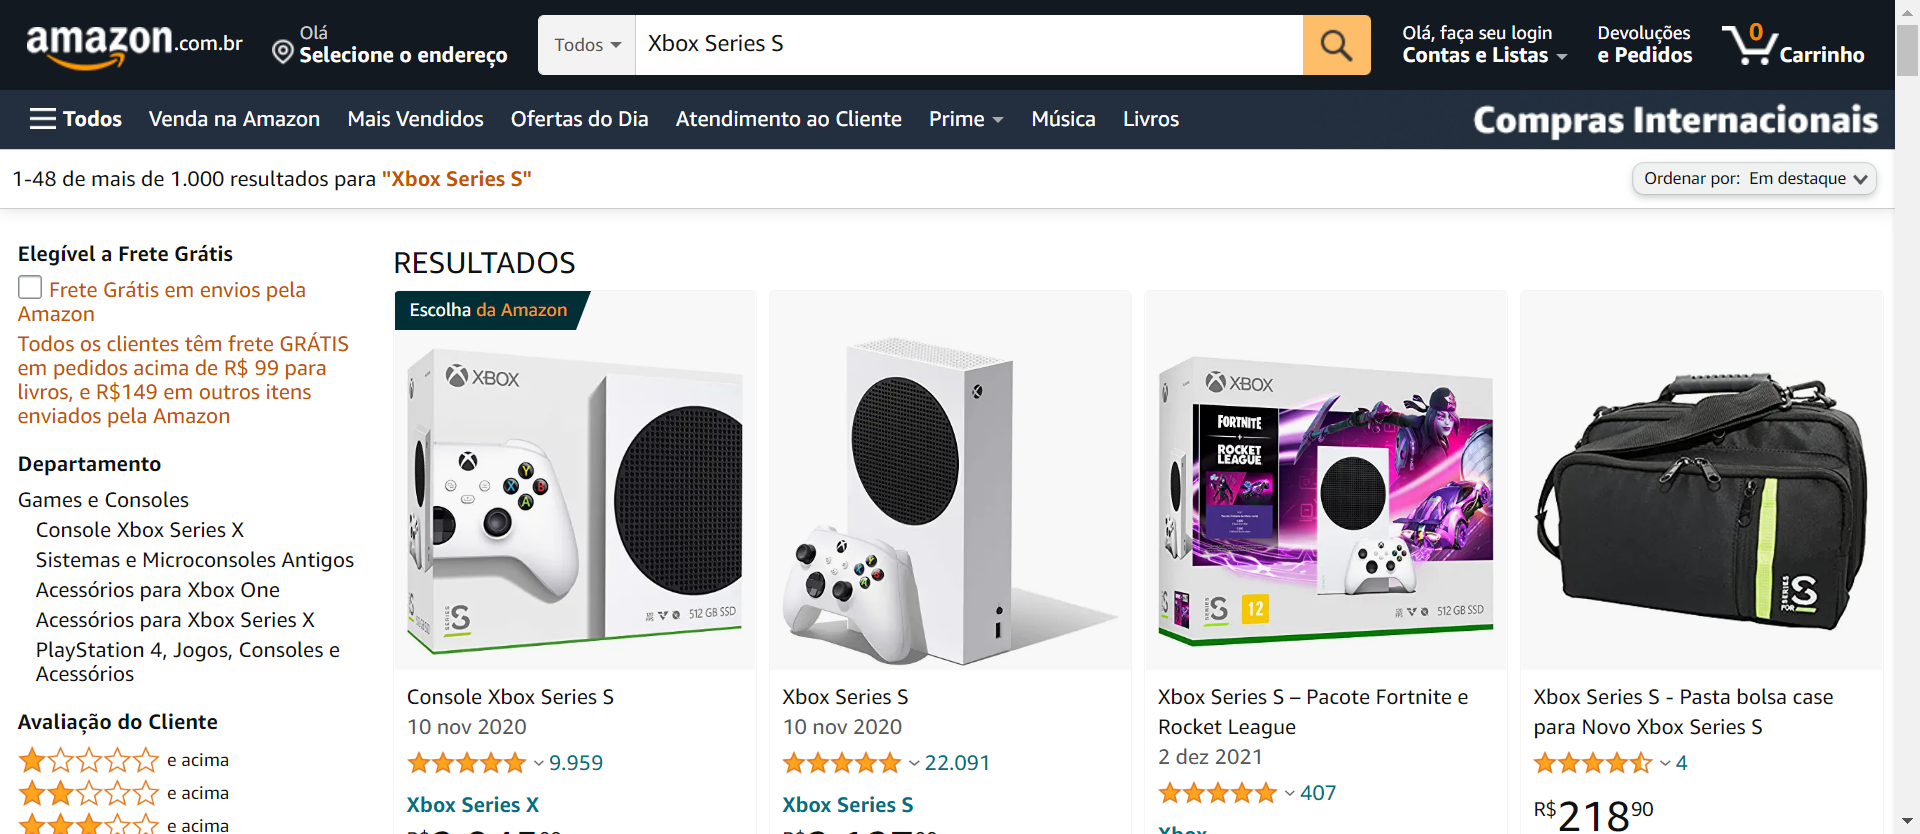 amazon.com.br
Olá
Selecione o endereço
Todos
Xbox Series S
Olá, faça seu login
Contas e Listas
Devoluções
e Pedidos
0
Carrinho
Todos
Venda na Amazon
Mais Vendidos
Ofertas do Dia
Atendimento ao Cliente
Prime
Música
Livros
Compras Internacionais
1-48 de mais de 1.000 resultados para "Xbox Series S"
Ordenar por: Em destaque
Elegível a Frete Grátis
Frete Grátis em envios pela
Amazon
Todos os clientes têm frete GRÁTIS
em pedidos acima de R$ 99 para
livros, e R$149 em outros itens
enviados pela Amazon
Departamento
Games e Consoles
Console Xbox Series X
Sistemas e Microconsoles Antigos
Acessórios para Xbox One
Acessórios para Xbox Series X
PlayStation 4, Jogos, Consoles e
Acessórios
Avaliação do Cliente
e acima
e acima
e acima
RESULTADOS
Escolha da Amazon
XBOX
Y
X
B
A
SERIES
S
512 GB SSD
Console Xbox Series S
10 nov 2020
9.959
Xbox Series X
Y
X
B
A
Xbox Series S
10 nov 2020
22.091
Xbox Series S
XBOX
FORTNITE
+
ROCKET
LEAGUE
SERIES
S
12
512 GB SSD
Xbox Series S – Pacote Fortnite e
Rocket League
2 dez 2021
407
Xbox
FOR
SERIES
S
Xbox Series S - Pasta bolsa case
para Novo Xbox Series S
4
R$21890